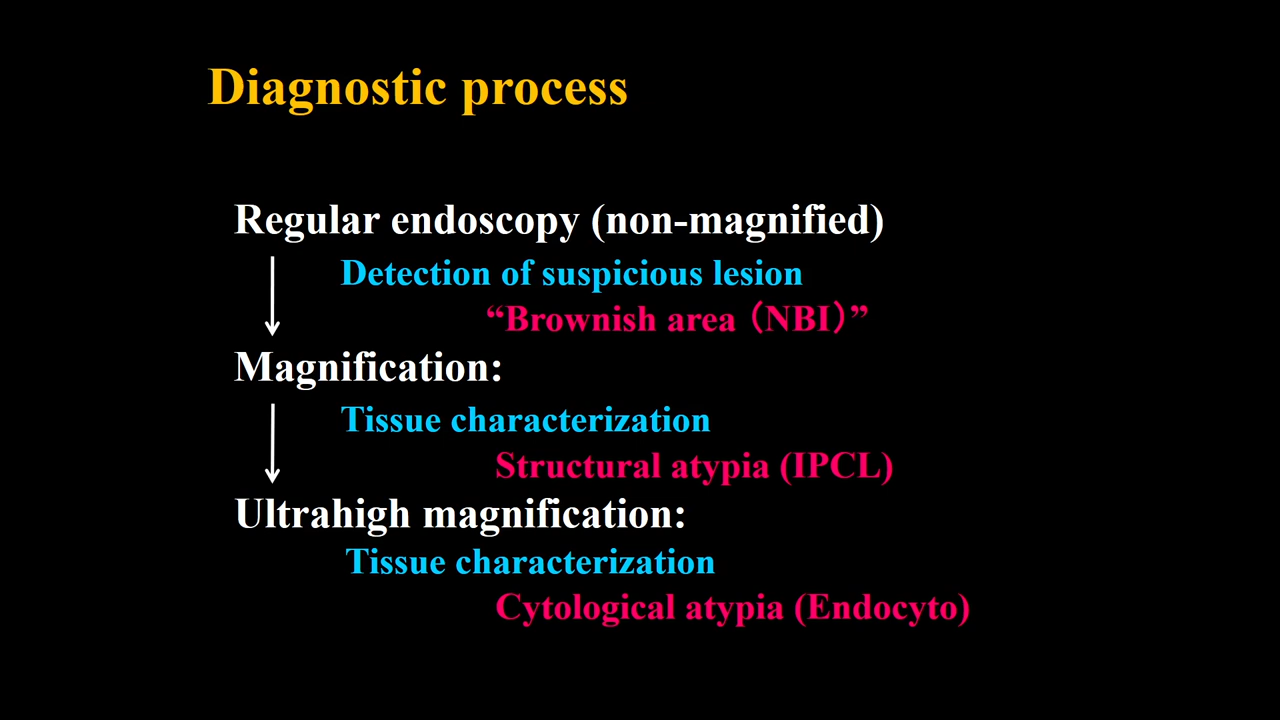 Diagnostic process
Regular endoscopy (non-magnified)
Detection of suspicious lesion
“Brownish area（NBI）”
Magnification:
Tissue characterization
Structural atypia (IPCL)
Ultrahigh magnification:
Tissue characterization
Cytological atypia (Endocyto)